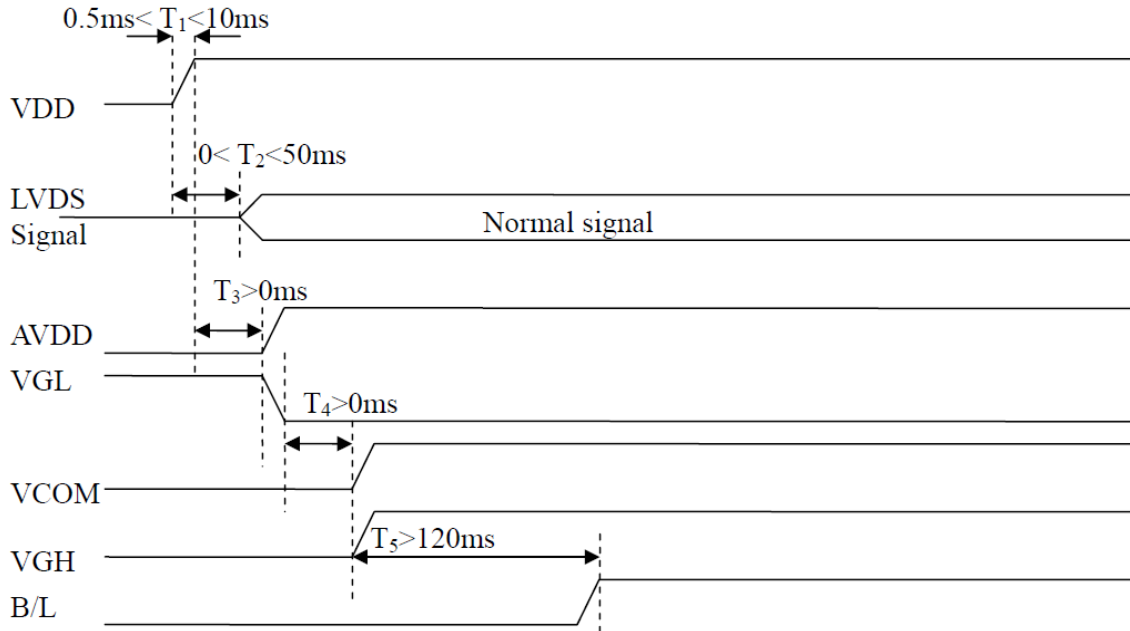 0.5ms< T₁<10ms
VDD
0< T₂<50ms
LVDS
Signal
Normal signal
T₃>0ms
AVDD
VGL
T₄>0ms
VCOM
T₅>120ms
VGH
B/L